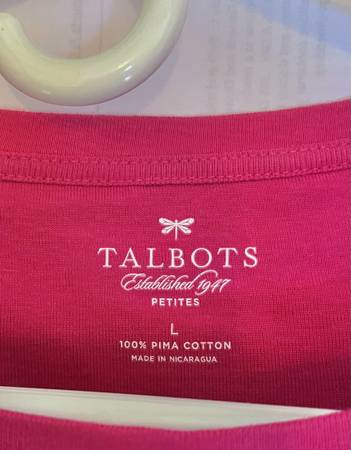 TALBOTS
Established 1947
PETITES
L
100% PIMA COTTON
MADE IN NICARAGUA